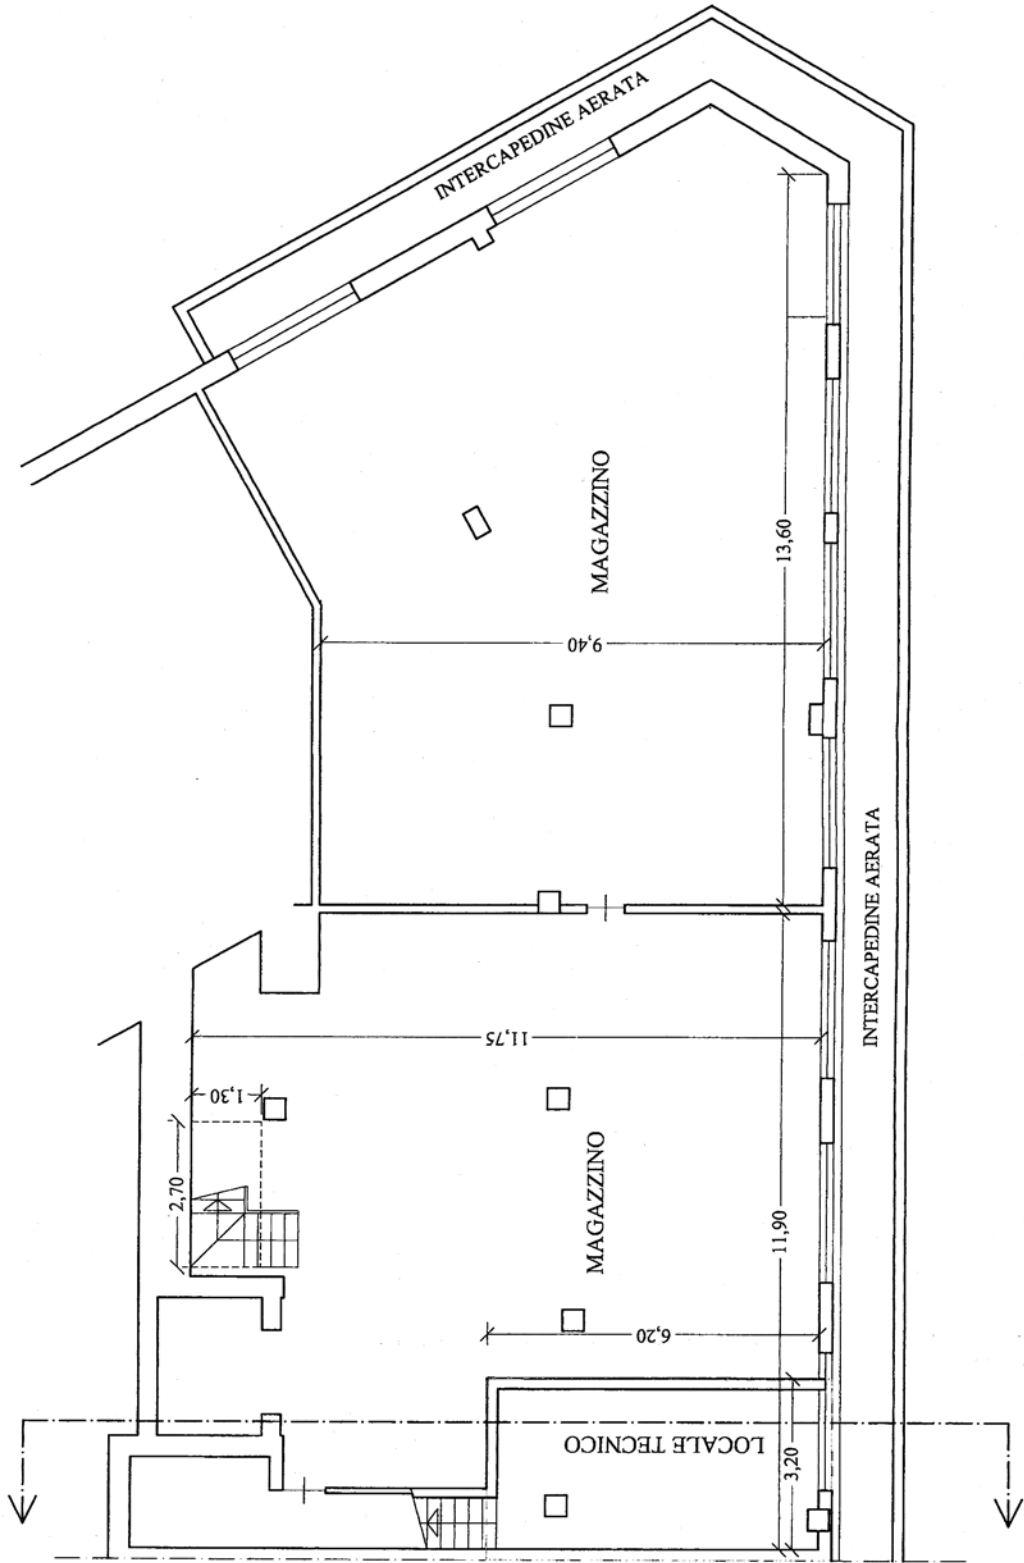 INTERCAPEDINE AERATA
MAGAZZINO
13,60
9,40
INTERCAPEDINE AERATA
11,75
1,30
2,70
MAGAZZINO
11,90
6,20
LOCALE TECNICO
3,20